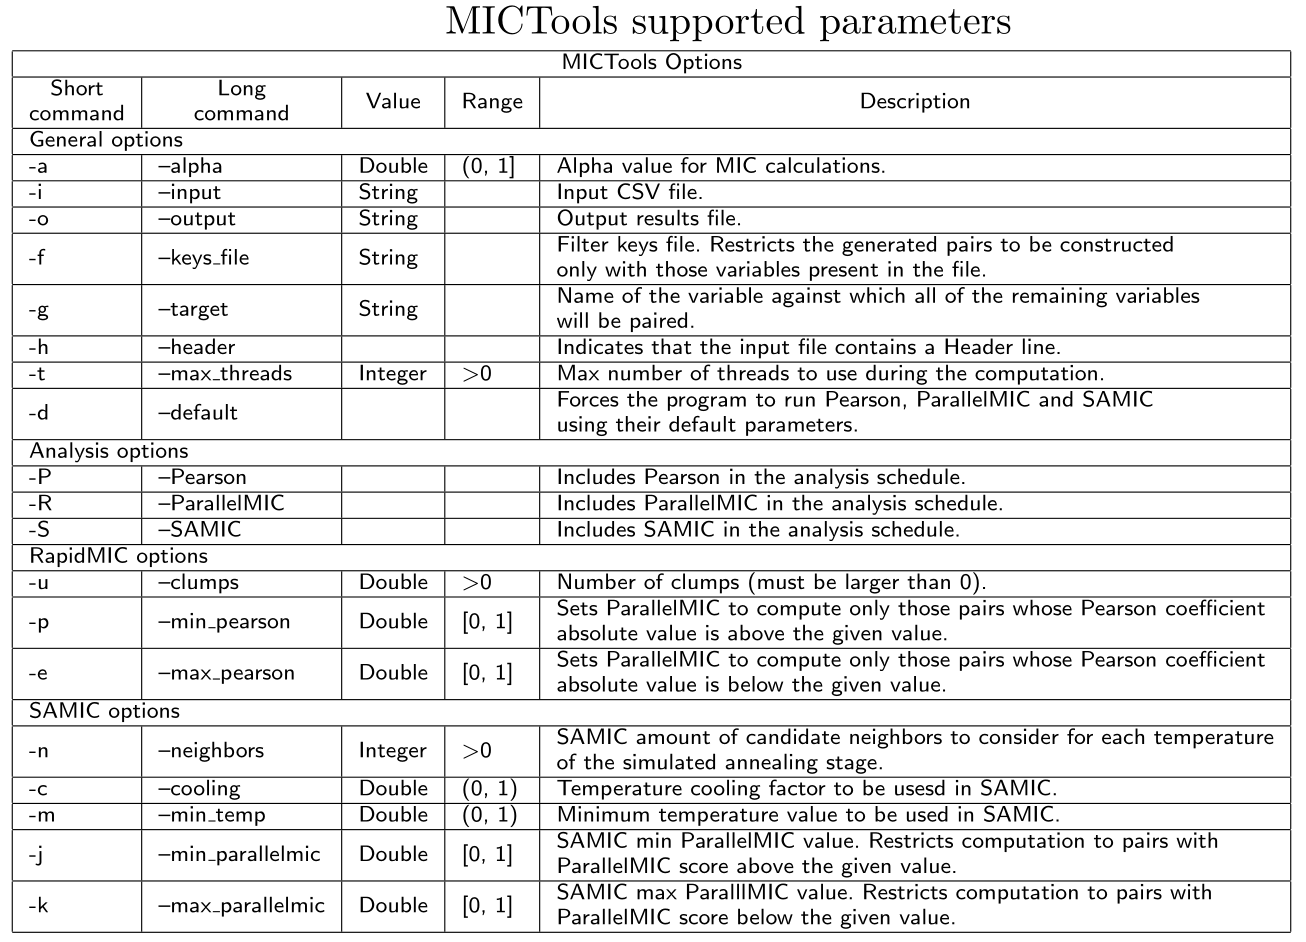 MICTools supported parameters
MICTools Options
Short command Long command Value Range Description
General options
-a –alpha Double (0, 1] Alpha value for MIC calculations.
-i –input String Input CSV file.
-o –output String Output results file.
-f –keys_file String Filter keys file. Restricts the generated pairs to be constructed
only with those variables present in the file.
-g –target String Name of the variable against which all of the remaining variables
will be paired.
-h –header Indicates that the input file contains a Header line.
-t –max_threads Integer >0 Max number of threads to use during the computation.
-d –default Forces the program to run Pearson, ParallelMIC and SAMIC
using their default parameters.
Analysis options
-P –Pearson Includes Pearson in the analysis schedule.
-R –ParallelMIC Includes ParallelMIC in the analysis schedule.
-S –SAMIC Includes SAMIC in the analysis schedule.
RapidMIC options
-u –clumps Double >0 Number of clumps (must be larger than 0).
-p –min_pearson Double [0, 1] Sets ParallelMIC to compute only those pairs whose Pearson coefficient
absolute value is above the given value.
-e –max_pearson Double [0, 1] Sets ParallelMIC to compute only those pairs whose Pearson coefficient
absolute value is below the given value.
SAMIC options
-n –neighbors Integer >0 SAMIC amount of candidate neighbors to consider for each temperature
of the simulated annealing stage.
-c –cooling Double (0, 1) Temperature cooling factor to be usesd in SAMIC.
-m –min_temp Double (0, 1) Minimum temperature value to be used in SAMIC.
-j –min_parallelmic Double [0, 1] SAMIC min ParallelMIC value. Restricts computation to pairs with
ParallelMIC score above the given value.
-k –max_parallelmic Double [0, 1] SAMIC max ParalllMIC value. Restricts computation to pairs with
ParallelMIC score below the given value.